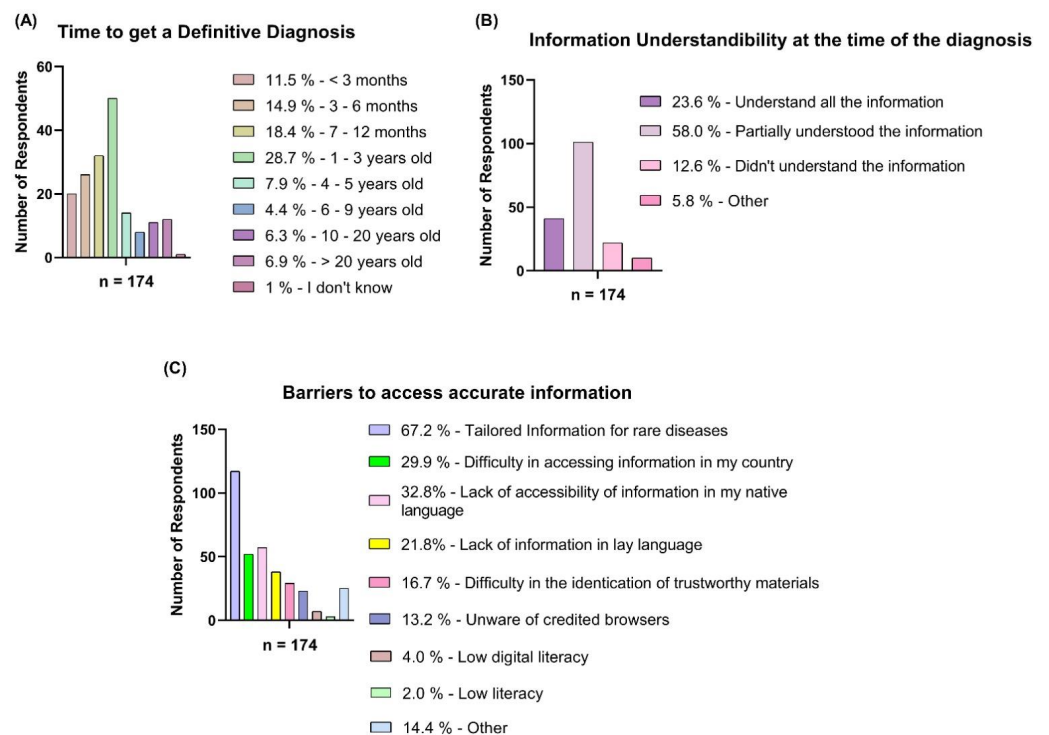 (A)
Time to get a Definitive Diagnosis
Number of Respondents
60
40
20
0
n = 174
11.5 % - < 3 months
14.9 % - 3 - 6 months
18.4 % - 7 - 12 months
28.7 % - 1 - 3 years old
7.9 % - 4 - 5 years old
4.4 % - 6 - 9 years old
6.3 % - 10 - 20 years old
6.9 % - > 20 years old
1 % - I don't know
(B)
Information Understandibility at the time of the diagnosis
Number of Respondents
150
100
50
0
n = 174
23.6 % - Understand all the information
58.0 % - Partially understood the information
12.6 % - Didn't understand the information
5.8 % - Other
(C)
Barriers to access accurate information
Number of Respondents
150
100
50
0
n = 174
67.2 % - Tailored Information for rare diseases
29.9 % - Difficulty in accessing information in my country
32.8% - Lack of accessibility of information in my native
language
21.8% - Lack of information in lay language
16.7 % - Difficulty in the identication of trustworthy materials
13.2 % - Unware of credited browsers
4.0 % - Low digital literacy
2.0 % - Low literacy
14.4 % - Other